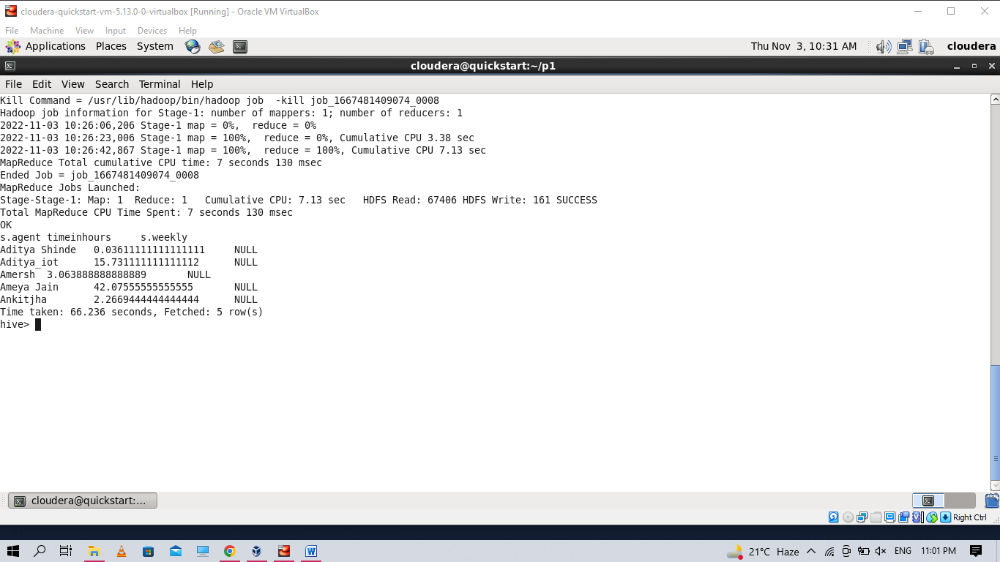 cloudera-quickstart-vm-5.13.0-0-virtualbox [Running] - Oracle VM VirtualBox
File Machine View Input Devices Help
Applications Places System Thu Nov 3, 10:31 AM cloudera
cloudera@quickstart:~/p1
File Edit View Search Terminal Help
Kill Command = /usr/lib/hadoop/bin/hadoop job  -kill job_1667481409074_0008
Hadoop job information for Stage-1: number of mappers: 1; number of reducers: 1
2022-11-03 10:26:06,206 Stage-1 map = 0%,  reduce = 0%
2022-11-03 10:26:23,006 Stage-1 map = 100%,  reduce = 0%, Cumulative CPU 3.38 sec
2022-11-03 10:26:42,867 Stage-1 map = 100%,  reduce = 100%, Cumulative CPU 7.13 sec
MapReduce Total cumulative CPU time: 7 seconds 130 msec
Ended Job = job_1667481409074_0008
MapReduce Jobs Launched:
Stage-Stage-1: Map: 1  Reduce: 1   Cumulative CPU: 7.13 sec   HDFS Read: 67406 HDFS Write: 161 SUCCESS
Total MapReduce CPU Time Spent: 7 seconds 130 msec
OK
s.agent timeinhours     s.weekly
Aditya Shinde   0.03611111111111111     NULL
Aditya_iot      15.731111111111112      NULL
Amersh  3.063888888888889       NULL
Ameya Jain      42.07555555555555       NULL
Ankitjha        2.2669444444444444      NULL
Time taken: 66.236 seconds, Fetched: 5 row(s)
hive>
cloudera@quickstart:...
Right Ctrl
21°C Haze ENG 11:01 PM